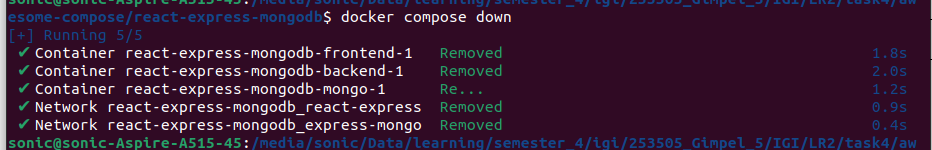 sonic@sonic-Aspire-A515-45:/media/sonic/Data/learning/semester_4/igi/253505_Gimpel_5/IGI/LR2/task4/aw
esome-compose/react-express-mongodb$ docker compose down
[+] Running 5/5
✔ Container react-express-mongodb-frontend-1 Removed 1.8s
✔ Container react-express-mongodb-backend-1 Removed 2.0s
✔ Container react-express-mongodb-mongo-1 Re... 1.2s
✔ Network react-express-mongodb_react-express Removed 0.9s
✔ Network react-express-mongodb_express-mongo Removed 0.4s
sonic@sonic-Aspire-A515-45:/media/sonic/Data/learning/semester_4/igi/253505_Gimpel_5/IGI/LR2/task4/aw